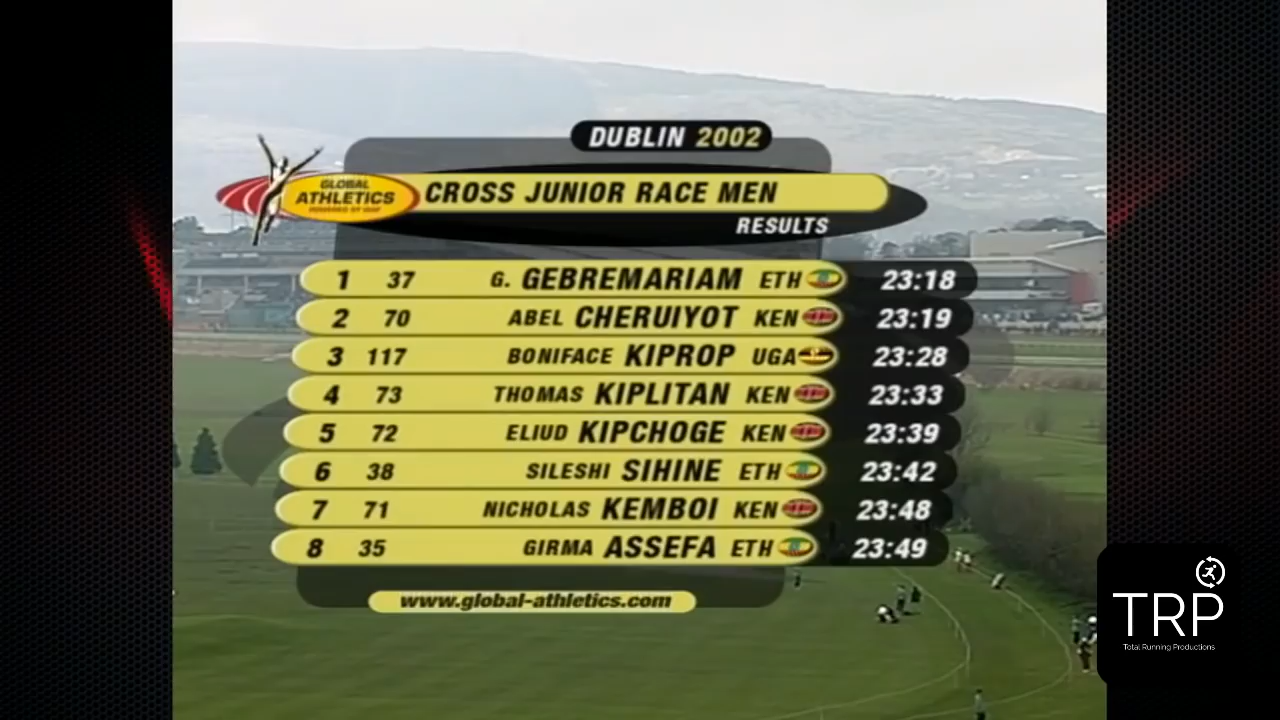 DUBLIN 2002
GLOBAL
ATHLETICS
POWERED BY IAAF
CROSS JUNIOR RACE MEN
RESULTS
1 37 G. GEBREMARIAM ETH 23:18
2 70 ABEL CHERUIYOT KEN 23:19
3 117 BONIFACE KIPROP UGA 23:28
4 73 THOMAS KIPLITAN KEN 23:33
5 72 ELIUD KIPCHOGE KEN 23:39
6 38 SILESHI SIHINE ETH 23:42
7 71 NICHOLAS KEMBOI KEN 23:48
8 35 GIRMA ASSEFA ETH 23:49
www.global-athletics.com
TRP
Total Running Productions